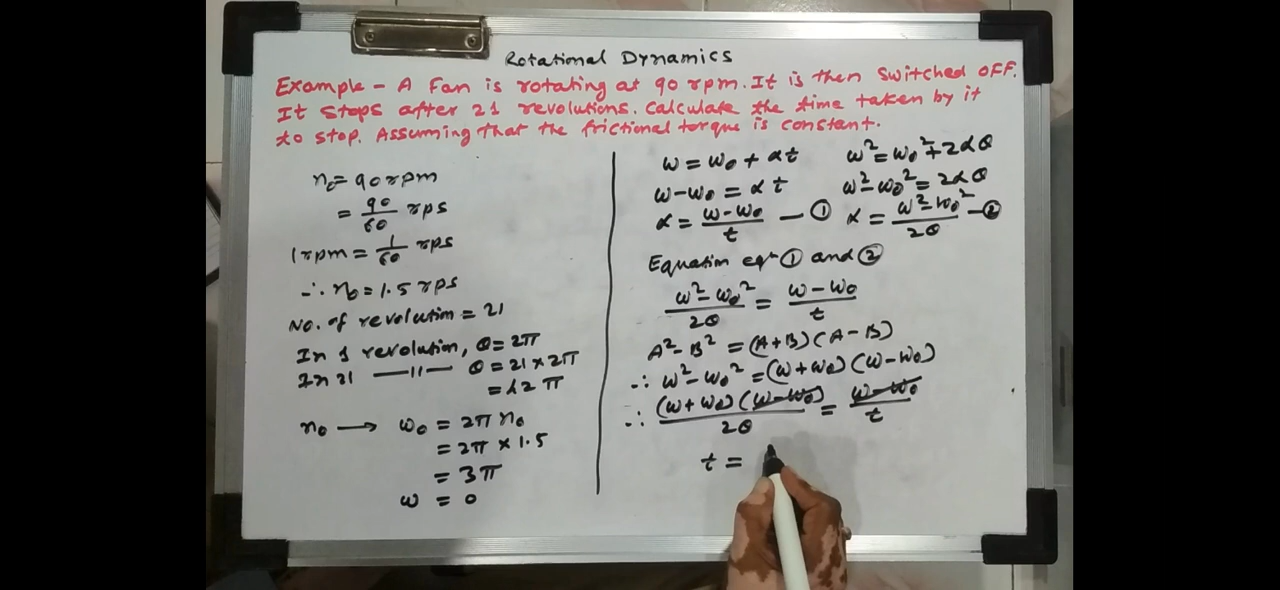 Rotational Dynamics
Example - A Fan is rotating at 90 rpm. It is then switched OFF.
It stops after 21 revolutions. Calculate the time taken by it
to stop. Assuming that the frictional torque is constant.
n₀ = 90 rpm
= 90/60 rps
1 rpm = 1/60 rps
∴ n₀ = 1.5 rps
No. of revolution = 21
In 1 revolution, θ = 2π
In 21 —11— θ = 21 × 2π
= 42 π
n₀ → ω₀ = 2π n₀
= 2π × 1.5
= 3π
ω = 0
ω = ω₀ + αt
ω - ω₀ = αt
α = (ω - ω₀)/t — ①
ω² = ω₀² + 2αθ
ω² - ω₀² = 2αθ
α = (ω² - ω₀²)/2θ — ②
Equation eqⁿ ① and ②
(ω² - ω₀²)/2θ = (ω - ω₀)/t
A² - B² = (A+B)(A-B)
∴ ω² - ω₀² = (ω + ω₀)(ω - ω₀)
∴ (ω + ω₀)(ω - ω₀)/2θ = (ω - ω₀)/t
t =